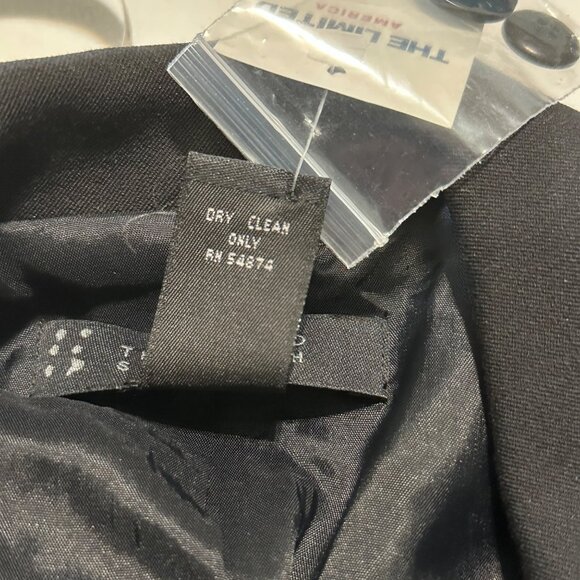 THE LIMITED
AMERICA
DRY CLEAN
ONLY
RN 54874